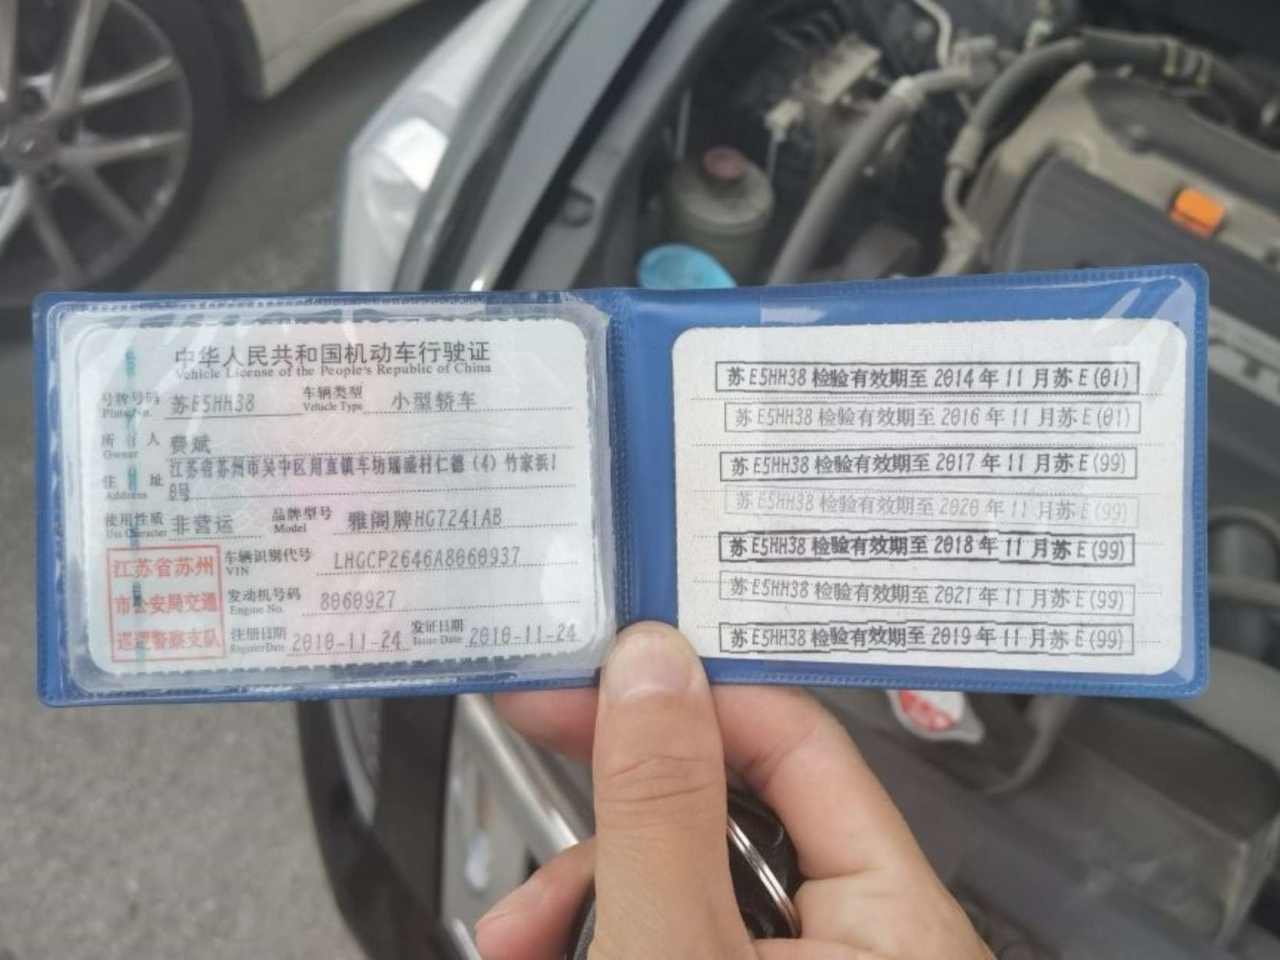 中华人民共和国机动车行驶证
Vehicle License of the People's Republic of China
号牌号码 苏E5HH38 车辆类型 小型轿车
Plate No. Vehicle Type
所有人 费斌
Owner
住址 江苏省苏州市吴中区甪直镇车坊瑶盛村仁德（4）竹家浜1
Address 8号
使用性质 非营运 品牌型号 雅阁牌HG7241AB
Use Character Model
车辆识别代号 LHGCP2646A8060937
VIN
发动机号码 8060927
Engine No.
注册日期 2010-11-24 发证日期 2010-11-24
Register Date Issue Date
江苏省苏州
市公安局交通
巡逻警察支队
苏E5HH38 检验有效期至 2014 年 11 月苏 E (01)
苏E5HH38 检验有效期至 2016 年 11 月苏 E (01)
苏E5HH38 检验有效期至 2017 年 11 月苏 E (99)
苏E5HH38 检验有效期至 2020 年 11 月苏 E (99)
苏E5HH38 检验有效期至 2018 年 11 月苏 E (99)
苏E5HH38 检验有效期至 2021 年 11 月苏 E (99)
苏E5HH38 检验有效期至 2019 年 11 月苏 E (99)